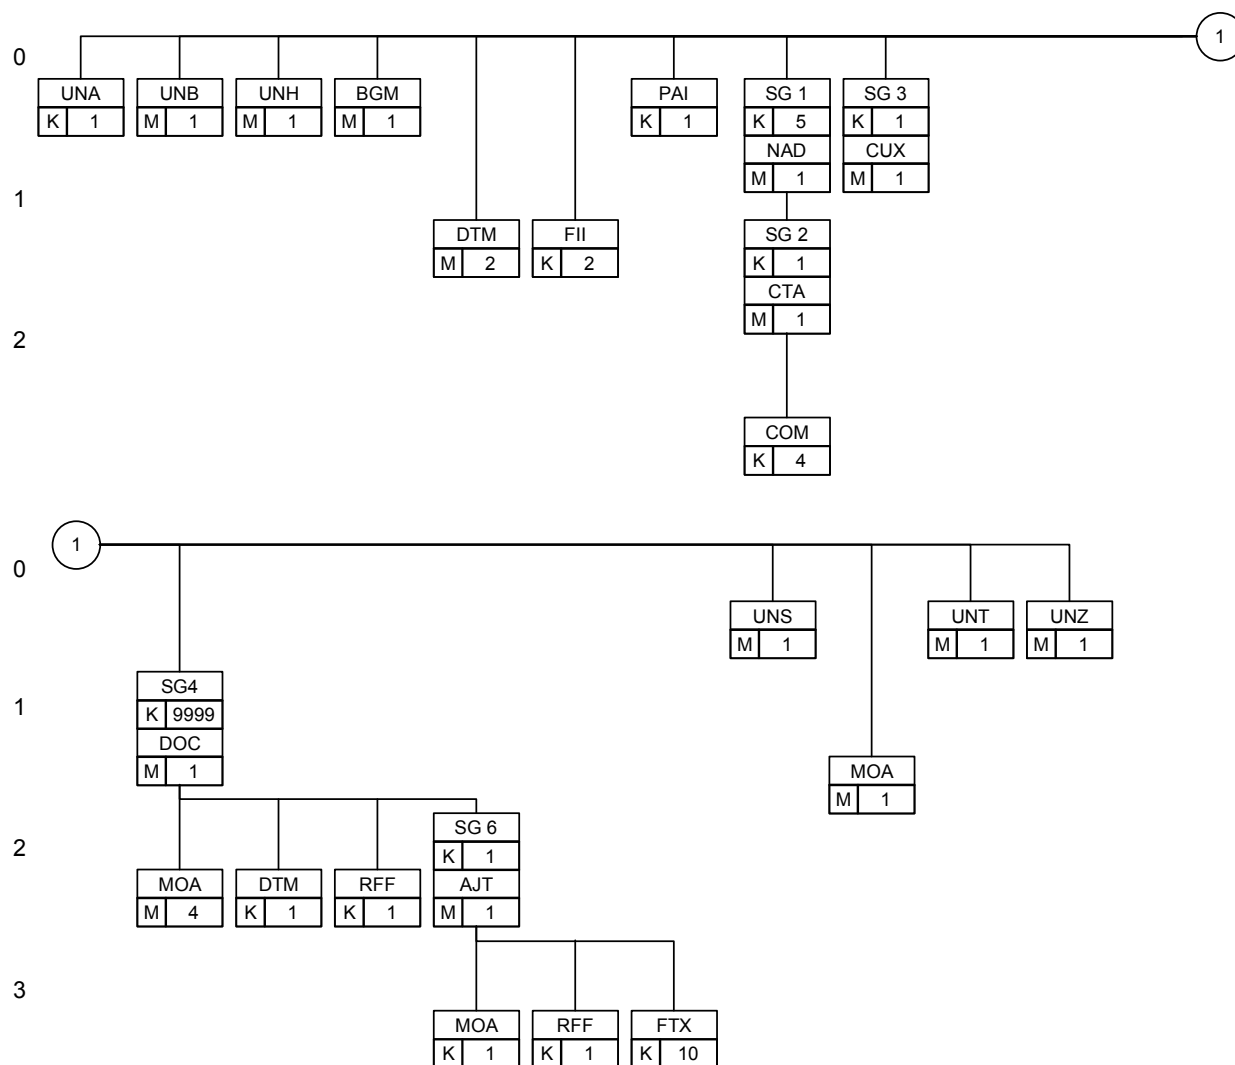 1
0
UNA UNB UNH BGM PAI SG 1 SG 3
K 1 M 1 M 1 M 1 K 1 K 5 K 1
NAD CUX
M 1 M 1
1
DTM FII SG 2
M 2 K 2 K 1
CTA
M 1
2
COM
K 4
1
0
UNS UNT UNZ
M 1 M 1 M 1
SG4
1
K 9999
DOC
M 1
MOA
M 1
SG 6
2
K 1
MOA DTM RFF AJT
M 4 K 1 K 1 M 1
3
MOA RFF FTX
K 1 K 1 K 10